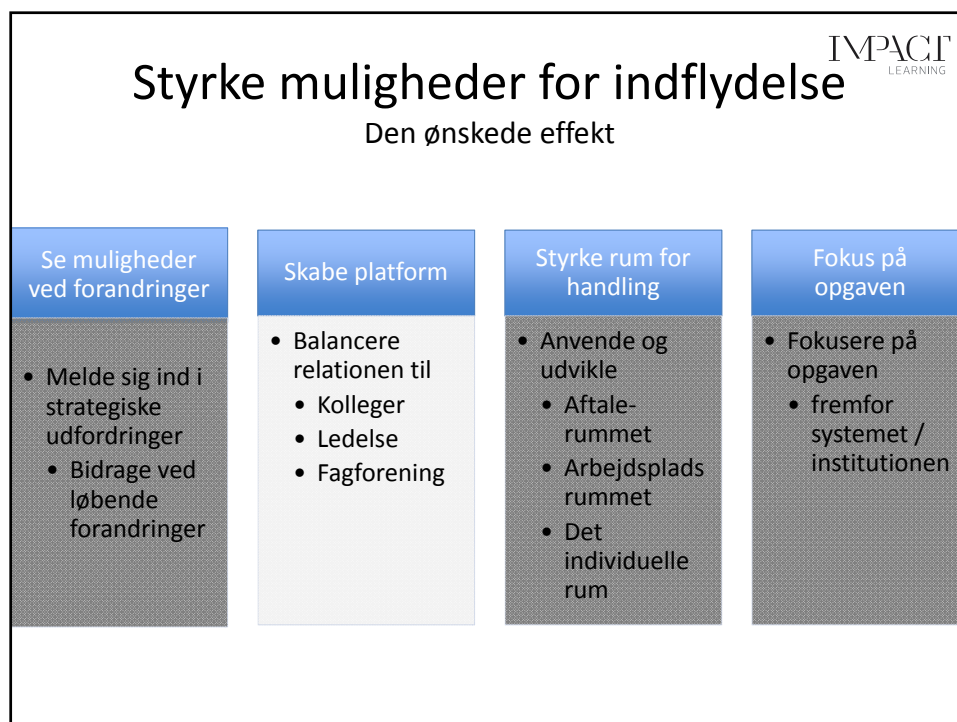 IMPACT
LEARNING
Styrke muligheder for indflydelse
Den ønskede effekt
Se muligheder
ved forandringer
• Melde sig ind i
strategiske
udfordringer
• Bidrage ved
løbende
forandringer
Skabe platform
• Balancere
relationen til
• Kolleger
• Ledelse
• Fagforening
Styrke rum for
handling
• Anvende og
udvikle
• Aftale-
rummet
• Arbejdsplads
rummet
• Det
individuelle
rum
Fokus på
opgaven
• Fokusere på
opgaven
• fremfor
systemet /
institutionen